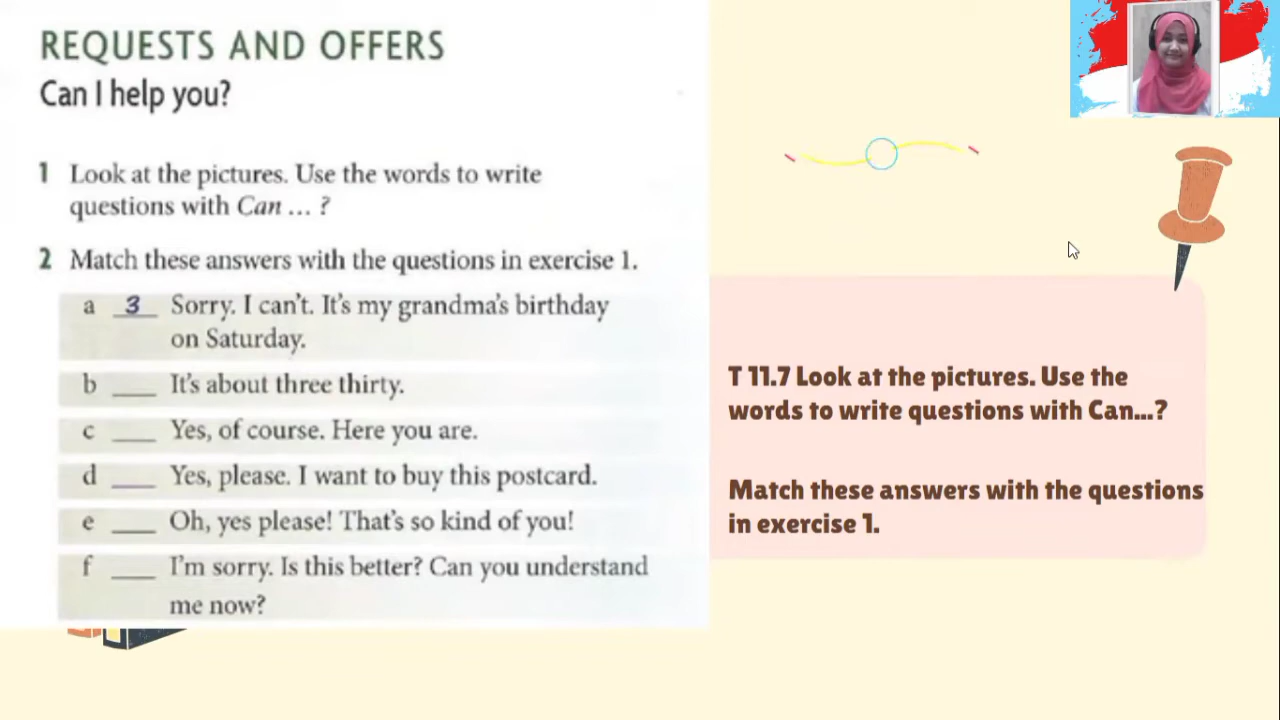 REQUESTS AND OFFERS
Can I help you?
1 Look at the pictures. Use the words to write
questions with Can ... ?
2 Match these answers with the questions in exercise 1.
a 3 Sorry. I can't. It's my grandma's birthday
on Saturday.
b ___ It's about three thirty.
c ___ Yes, of course. Here you are.
d ___ Yes, please. I want to buy this postcard.
e ___ Oh, yes please! That's so kind of you!
f ___ I'm sorry. Is this better? Can you understand
me now?
T 11.7 Look at the pictures. Use the
words to write questions with Can...?
Match these answers with the questions
in exercise 1.